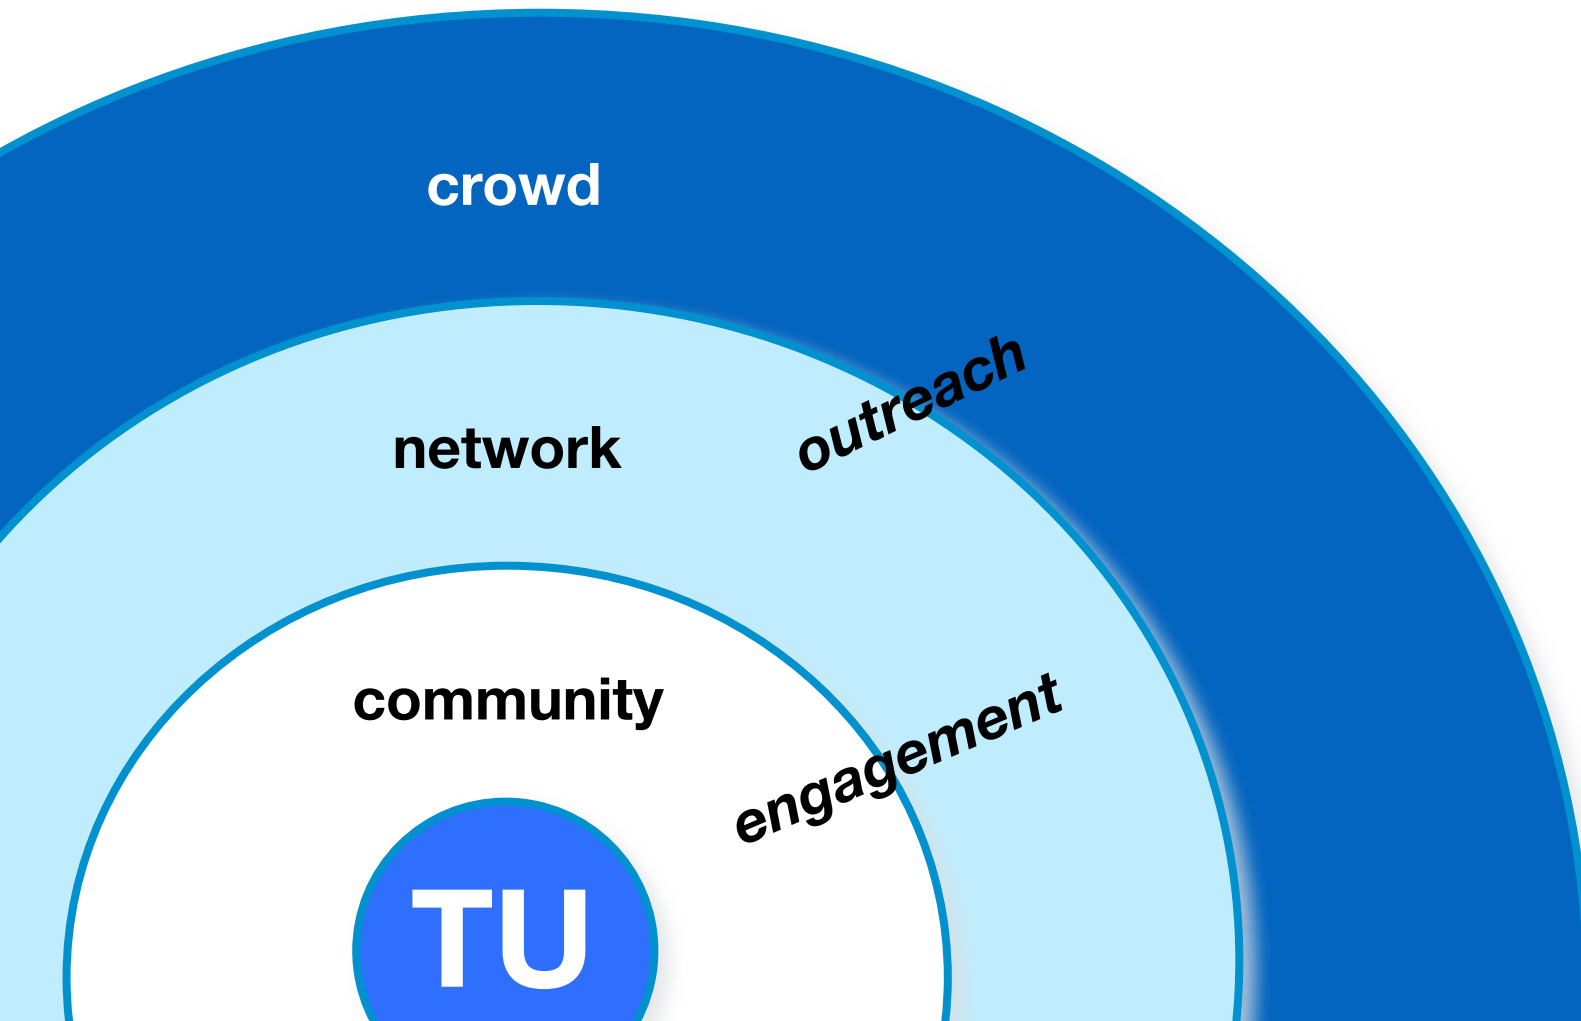 crowd
outreach
network
community
engagement
TU